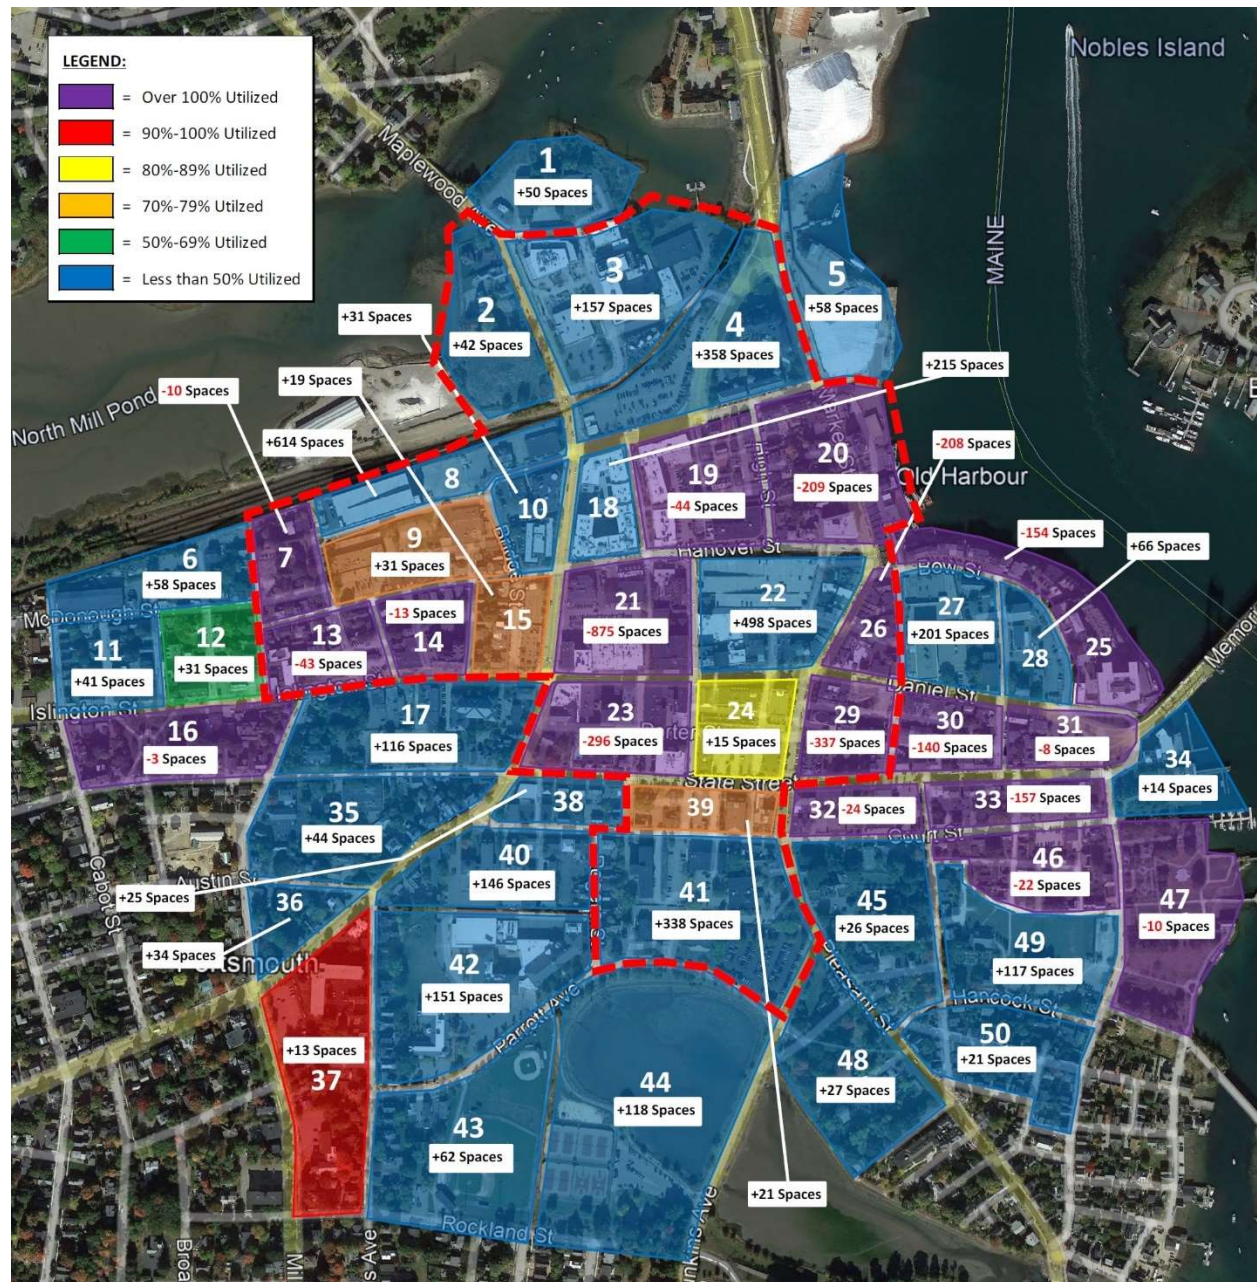 Nobles Island
LEGEND:
= Over 100% Utilized
= 90%-100% Utilized
= 80%-89% Utilized
= 70%-79% Utilzed
= 50%-69% Utilized
= Less than 50% Utilized
Maplewood
1
+50 Spaces
MAINE
2
+42 Spaces
3
+157 Spaces
4
+358 Spaces
5
+58 Spaces
+31 Spaces
+19 Spaces
-10 Spaces
+614 Spaces
+215 Spaces
-208 Spaces
North Mill Pond
8
10
18
19
-44 Spaces
20
-209 Spaces
Old Harbour
Hanover St
-154 Spaces
+66 Spaces
Bow St
6
+58 Spaces
7
9
+31 Spaces
McDonough St
11
+41 Spaces
12
+31 Spaces
13
-43 Spaces
-13 Spaces
14
15
21
-875 Spaces
22
+498 Spaces
26
27
+201 Spaces
28
25
Daniel St
Islington St
16
-3 Spaces
17
+116 Spaces
23
-296 Spaces
24
+15 Spaces
29
-337 Spaces
30
-140 Spaces
31
-8 Spaces
34
+14 Spaces
State Street
35
+44 Spaces
38
39
32
-24 Spaces
33
-157 Spaces
Court St
Cabot St
Austin St
+25 Spaces
36
+34 Spaces
40
+146 Spaces
41
+338 Spaces
45
+26 Spaces
46
-22 Spaces
47
-10 Spaces
42
+151 Spaces
Parrott Ave
Pleasant St
49
+117 Spaces
Hancock St
50
+21 Spaces
+13 Spaces
37
43
+62 Spaces
44
+118 Spaces
48
+27 Spaces
+21 Spaces
Rockland St